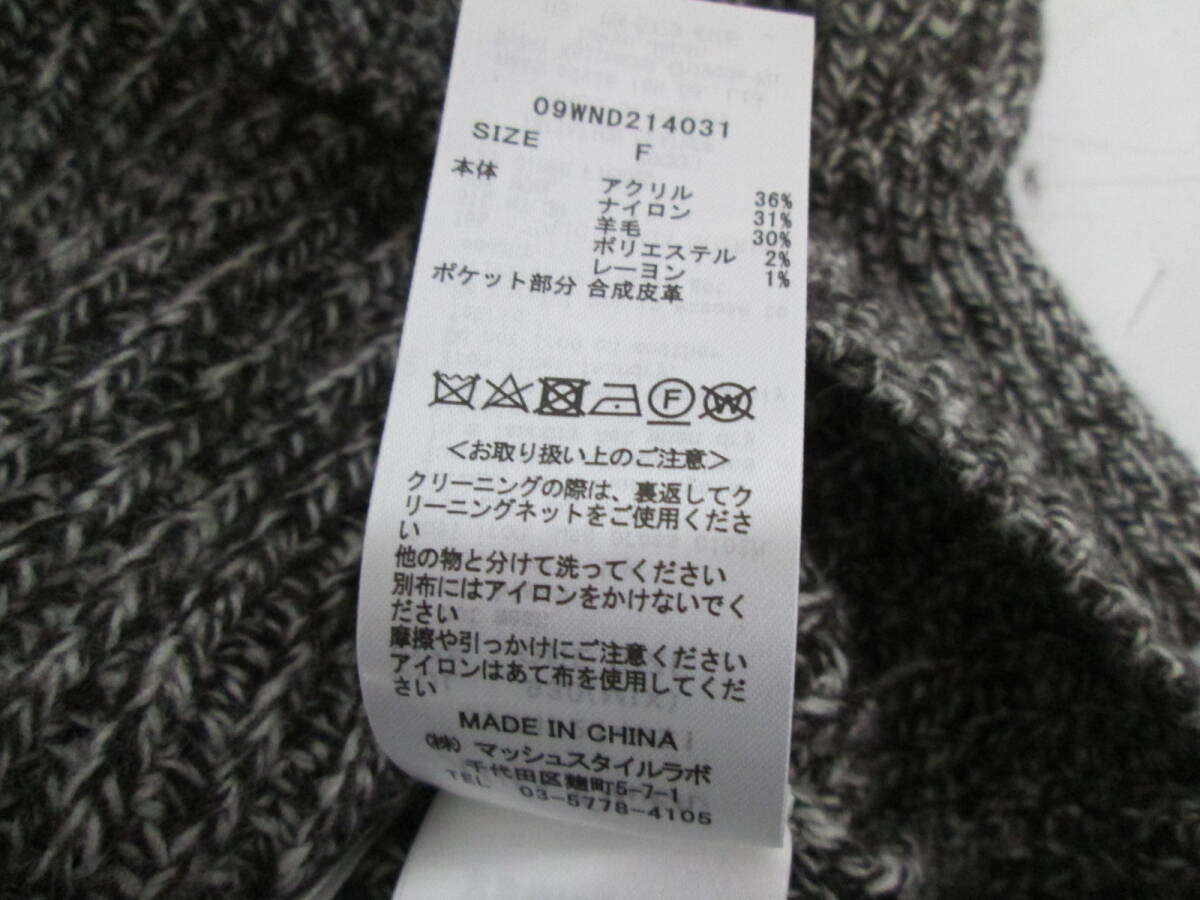 09WND214031
SIZE F
本体 アクリル 36%
ナイロン 31%
羊毛 30%
ポリエステル 2%
レーヨン 1%
ポケット部分 合成皮革
F W
<お取り扱い上のご注意>
クリーニングの際は、裏返してク
リーニングネットをご使用くださ
い
他の物と分けて洗ってください
別布にはアイロンをかけないでく
ださい
摩擦や引っかけにご注意ください
アイロンはあて布を使用してくだ
さい
MADE IN CHINA
(株) マッシュスタイルラボ
千代田区麹町5-7-1
TEL 03-5778-4105